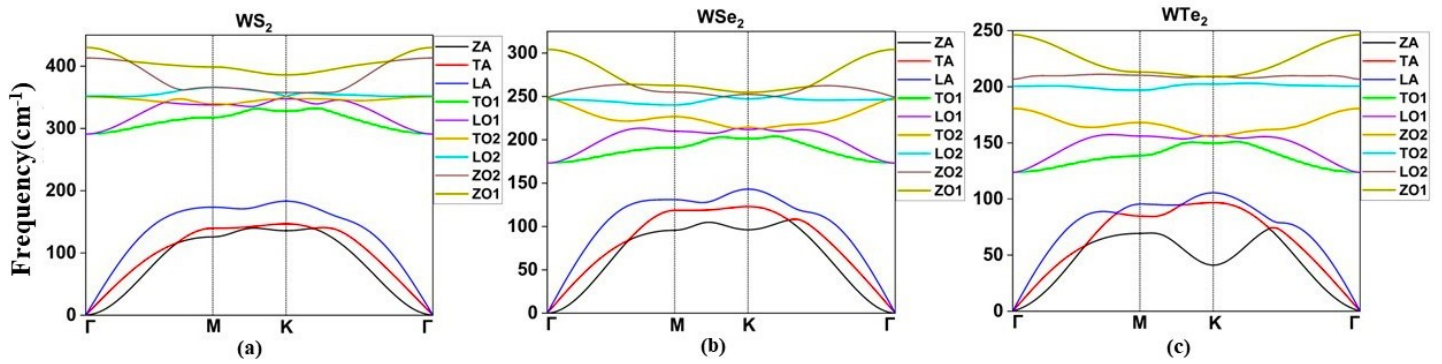 WS2
Frequency(cm-1)
400
300
200
100
0
Γ
M
K
Γ
ZA
TA
LA
TO1
LO1
TO2
LO2
ZO2
ZO1
(a)
WSe2
300
250
200
150
100
50
0
Γ
M
K
Γ
ZA
TA
LA
TO1
LO1
TO2
LO2
ZO2
ZO1
(b)
WTe2
250
200
150
100
50
0
Γ
M
K
Γ
ZA
TA
LA
TO1
LO1
ZO2
TO2
LO2
ZO1
(c)